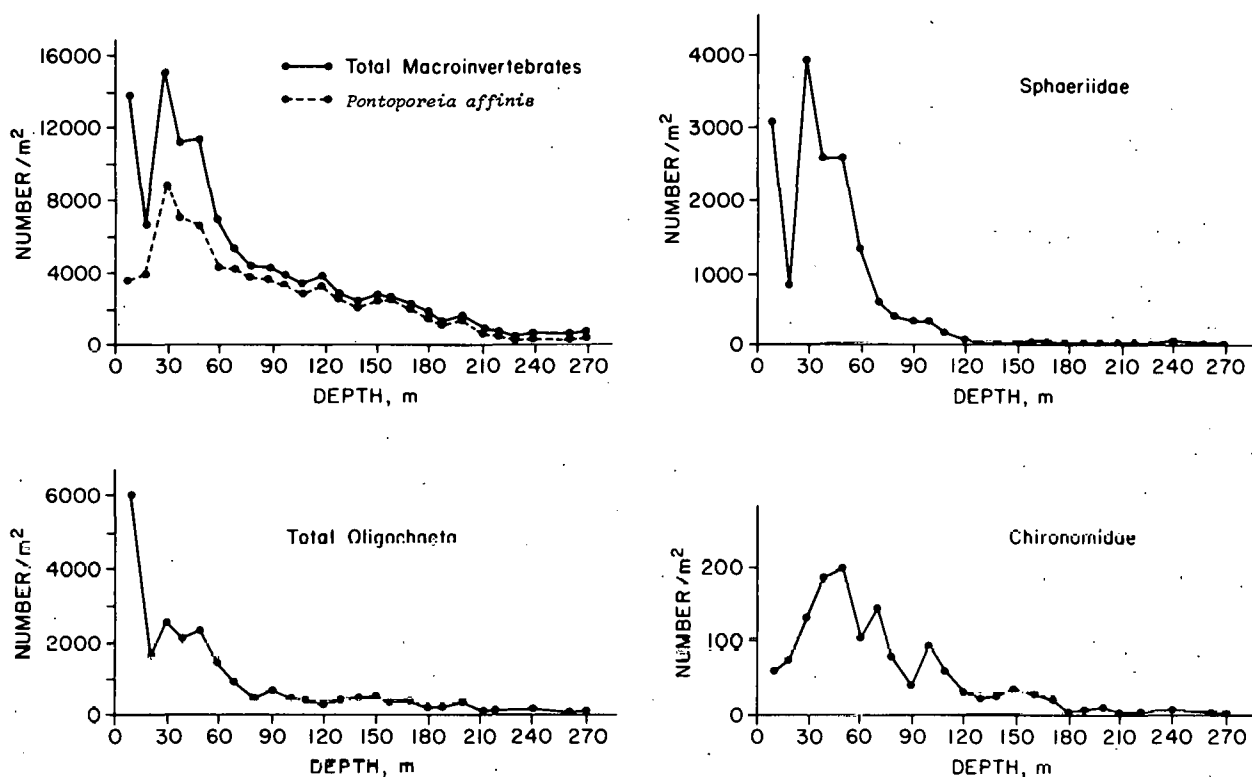 16000
12000
8000
4000
0
NUMBER/m²
Total Macroinvertebrates
Pontoporeia affinis
0 30 60 90 120 150 180 210 240 270
DEPTH, m
4000
3000
2000
1000
0
NUMBER/m²
Sphaeriidae
0 30 60 90 120 150 180 210 240 270
DEPTH, m
6000
4000
2000
0
NUMBER/m²
Total Oligochaeta
0 30 60 90 120 150 180 210 240 270
DEPTH, m
200
100
0
NUMBER/m²
Chironomidae
0 30 60 90 120 150 180 210 240 270
DEPTH, m